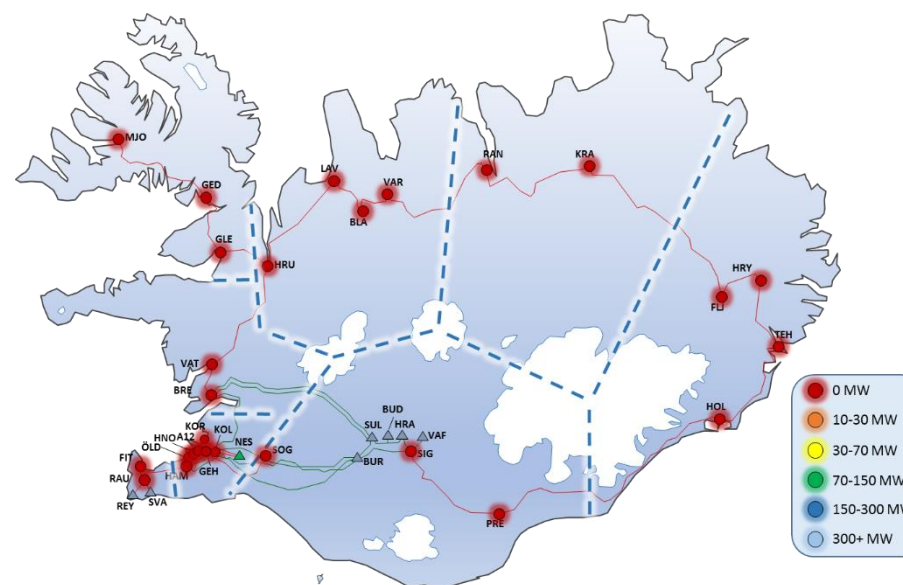 MJO
GED
GLE
HRU
LAV
BLA
VAR
RAN
KRA
HRY
FLJ
TEH
HOL
VAT
BRE
KOR
KOL
HNO
A12
ÖLD
NES
FIT
HAM
GEH
SOG
RAU
REY
SVA
SUL
BUD
HRA
VAF
BUR
SIG
PRE
0 MW
10-30 MW
30-70 MW
70-150 MW
150-300 MW
300+ MW